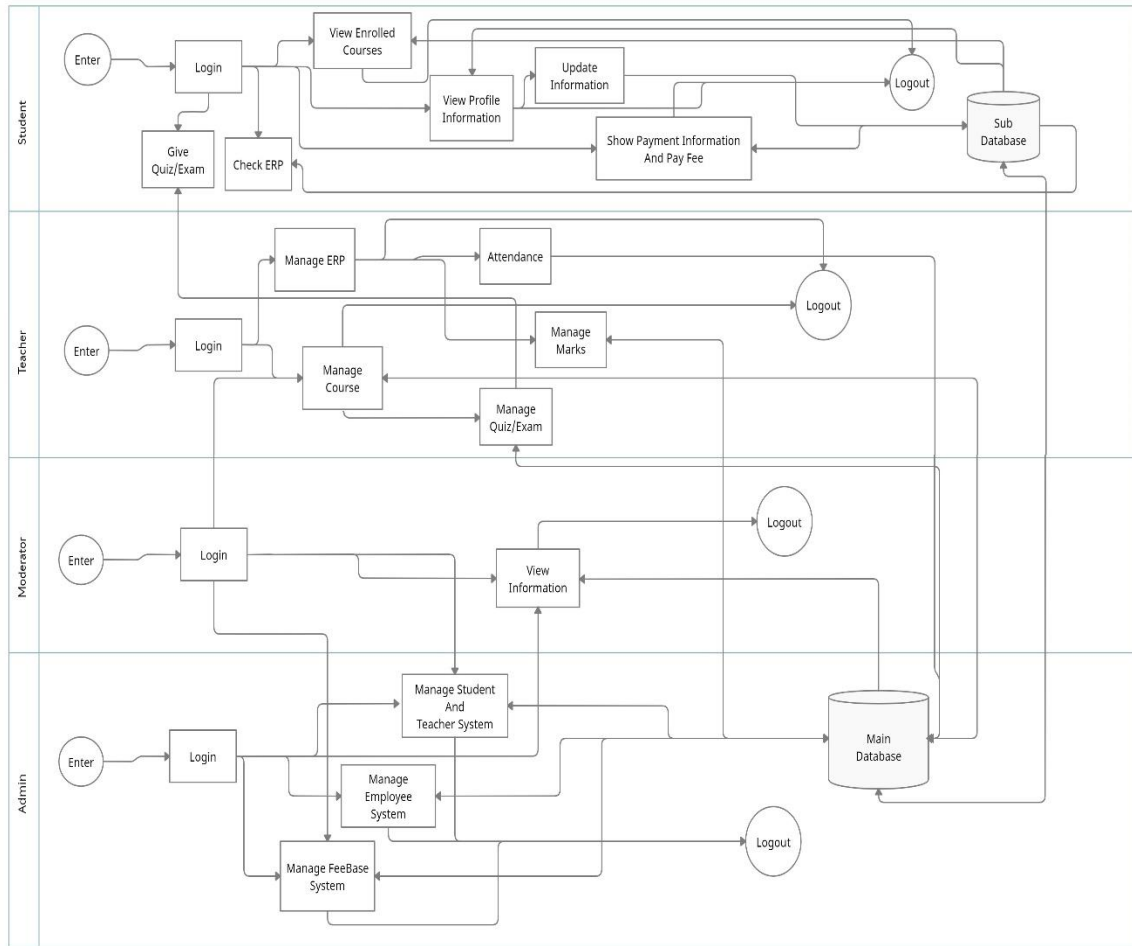 Student
Enter
Login
View Enrolled
Courses
View Profile
Information
Update
Information
Logout
Give
Quiz/Exam
Check ERP
Show Payment Information
And Pay Fee
Sub
Database
Teacher
Enter
Login
Manage ERP
Attendance
Logout
Manage
Marks
Manage
Course
Manage
Quiz/Exam
Moderator
Enter
Login
View
Information
Logout
Admin
Enter
Login
Manage Student
And
Teacher System
Manage
Employee
System
Manage FeeBase
System
Main
Database
Logout